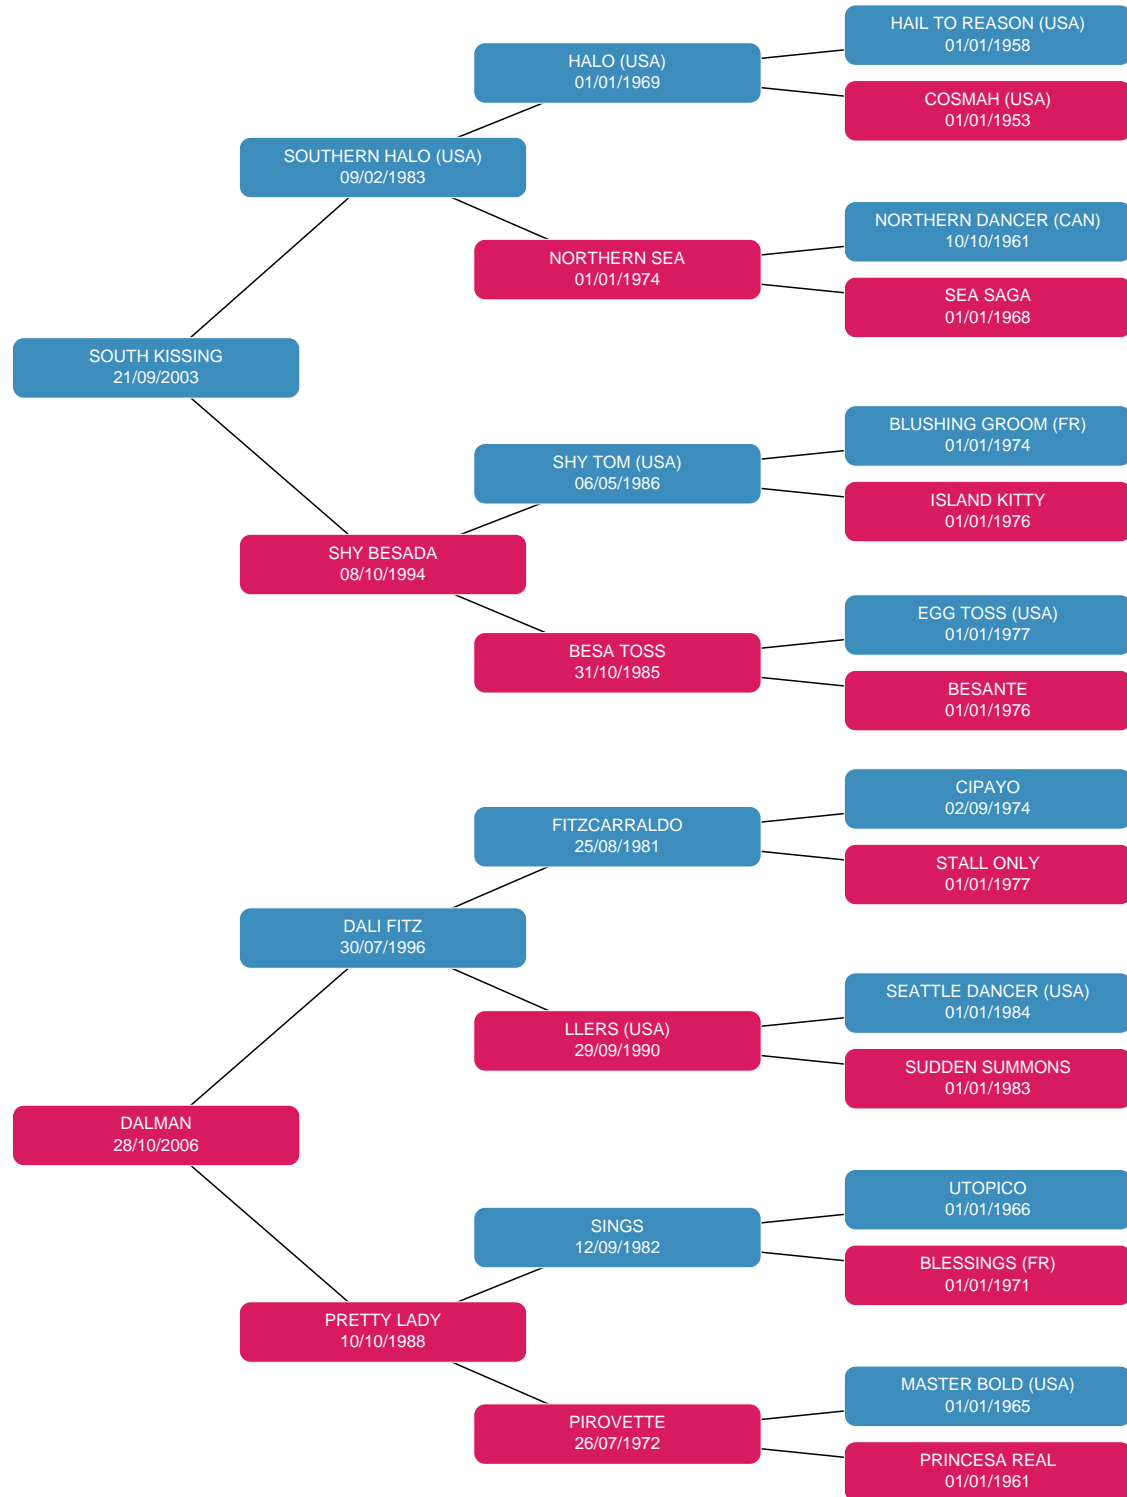 HAIL TO REASON (USA)
01/01/1958
HALO (USA)
01/01/1969
COSMAH (USA)
01/01/1953
SOUTHERN HALO (USA)
09/02/1983
NORTHERN DANCER (CAN)
10/10/1961
NORTHERN SEA
01/01/1974
SEA SAGA
01/01/1968
SOUTH KISSING
21/09/2003
BLUSHING GROOM (FR)
01/01/1974
SHY TOM (USA)
06/05/1986
ISLAND KITTY
01/01/1976
SHY BESADA
08/10/1994
EGG TOSS (USA)
01/01/1977
BESA TOSS
31/10/1985
BESANTE
01/01/1976
CIPAYO
02/09/1974
FITZCARRALDO
25/08/1981
STALL ONLY
01/01/1977
DALI FITZ
30/07/1996
SEATTLE DANCER (USA)
01/01/1984
LLERS (USA)
29/09/1990
SUDDEN SUMMONS
01/01/1983
DALMAN
28/10/2006
UTOPICO
01/01/1966
SINGS
12/09/1982
BLESSINGS (FR)
01/01/1971
PRETTY LADY
10/10/1988
MASTER BOLD (USA)
01/01/1965
PIROVETTE
26/07/1972
PRINCESA REAL
01/01/1961